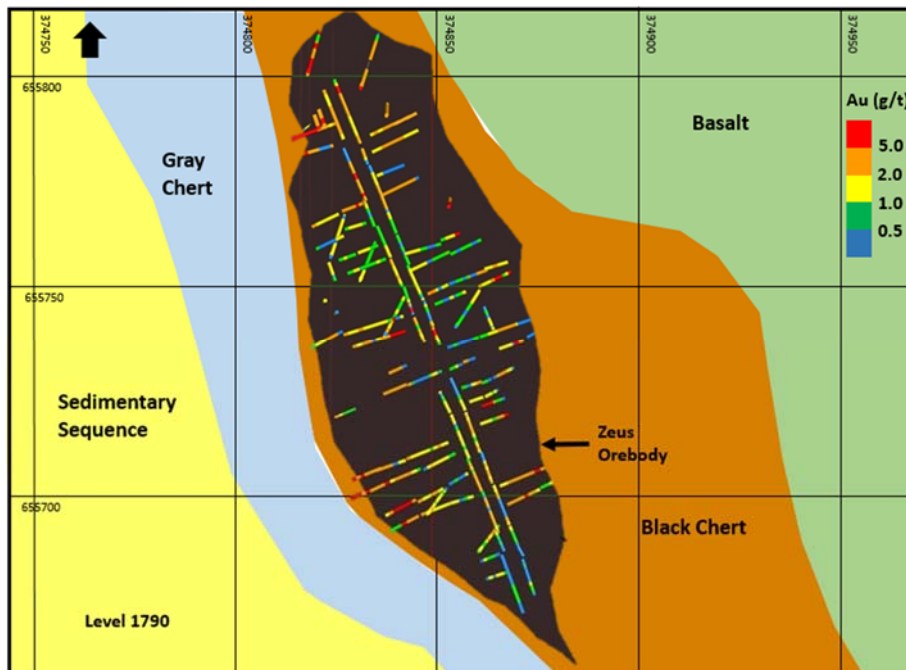 374750
374800
374850
374900
374950
655800
Au (g/t)
5.0
2.0
1.0
0.5
Basalt
Gray
Chert
655750
Sedimentary
Sequence
Zeus
Orebody
655700
Black Chert
Level 1790